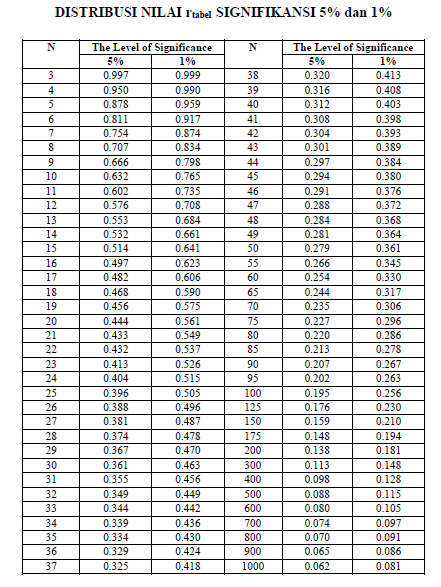 DISTRIBUSI NILAI rtabel SIGNIFIKANSI 5% dan 1%
N The Level of Significance N The Level of Significance
5% 1% 5% 1%
3 0.997 0.999 38 0.320 0.413
4 0.950 0.990 39 0.316 0.408
5 0.878 0.959 40 0.312 0.403
6 0.811 0.917 41 0.308 0.398
7 0.754 0.874 42 0.304 0.393
8 0.707 0.834 43 0.301 0.389
9 0.666 0.798 44 0.297 0.384
10 0.632 0.765 45 0.294 0.380
11 0.602 0.735 46 0.291 0.376
12 0.576 0.708 47 0.288 0.372
13 0.553 0.684 48 0.284 0.368
14 0.532 0.661 49 0.281 0.364
15 0.514 0.641 50 0.279 0.361
16 0.497 0.623 55 0.266 0.345
17 0.482 0.606 60 0.254 0.330
18 0.468 0.590 65 0.244 0.317
19 0.456 0.575 70 0.235 0.306
20 0.444 0.561 75 0.227 0.296
21 0.433 0.549 80 0.220 0.286
22 0.432 0.537 85 0.213 0.278
23 0.413 0.526 90 0.207 0.267
24 0.404 0.515 95 0.202 0.263
25 0.396 0.505 100 0.195 0.256
26 0.388 0.496 125 0.176 0.230
27 0.381 0.487 150 0.159 0.210
28 0.374 0.478 175 0.148 0.194
29 0.367 0.470 200 0.138 0.181
30 0.361 0.463 300 0.113 0.148
31 0.355 0.456 400 0.098 0.128
32 0.349 0.449 500 0.088 0.115
33 0.344 0.442 600 0.080 0.105
34 0.339 0.436 700 0.074 0.097
35 0.334 0.430 800 0.070 0.091
36 0.329 0.424 900 0.065 0.086
37 0.325 0.418 1000 0.062 0.081